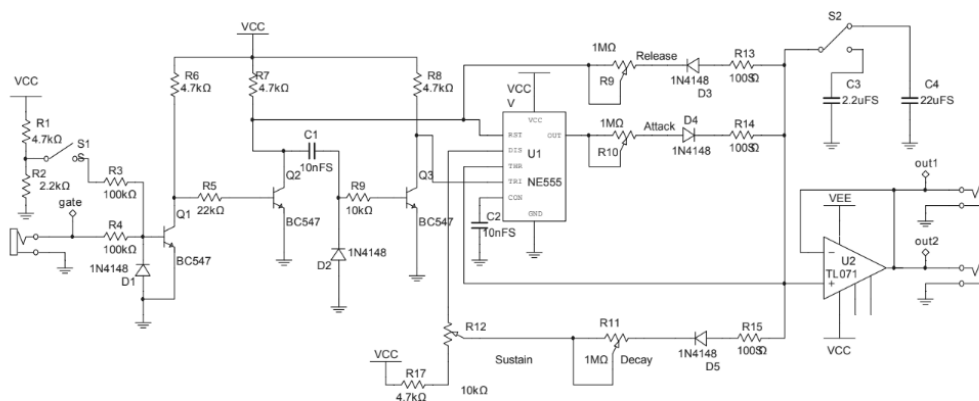 VCC
R1
4.7kΩ
S1
S
R2
2.2kΩ
gate
R3
100kΩ
R4
100kΩ
1N4148
D1
Q1
BC547
VCC
R6
4.7kΩ
R7
4.7kΩ
R8
4.7kΩ
R5
22kΩ
Q2
BC547
C1
10nFS
D2
1N4148
R9
10kΩ
Q3
BC547
VCC
V
VCC
RST
DIS
THR
TRI
CON
OUT
GND
U1
NE555
C2
10nFS
1MΩ
R9
Release
1N4148
D3
R13
100SΩ
1MΩ
R10
Attack
D4
1N4148
R14
100SΩ
S2
C3
2.2uFS
C4
22uFS
out1
out2
VEE
U2
TL071
VCC
R12
10kΩ
Sustain
R11
1MΩ
Decay
1N4148
D5
R15
100SΩ
VCC
R17
4.7kΩ